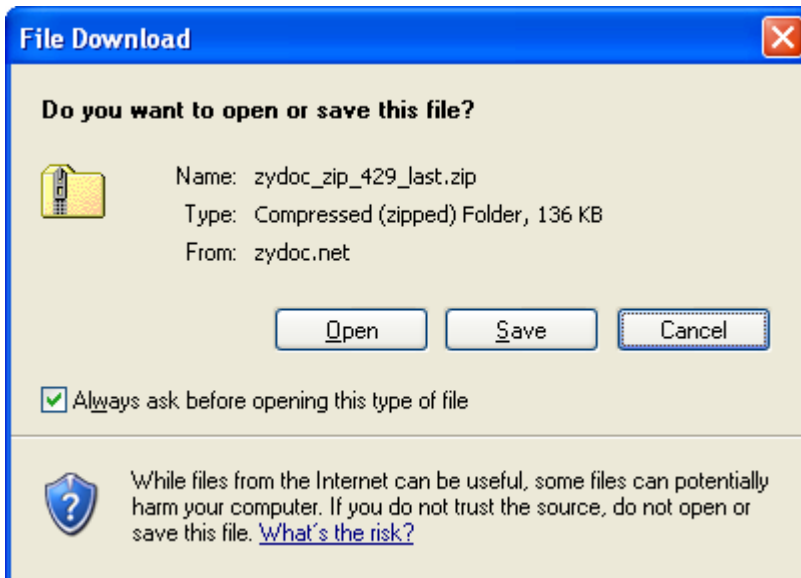 File Download
Do you want to open or save this file?
Name: zydoc_zip_429_last.zip
Type: Compressed (zipped) Folder, 136 KB
From: zydoc.net
Open Save Cancel
Always ask before opening this type of file
While files from the Internet can be useful, some files can potentially
harm your computer. If you do not trust the source, do not open or
save this file. What's the risk?